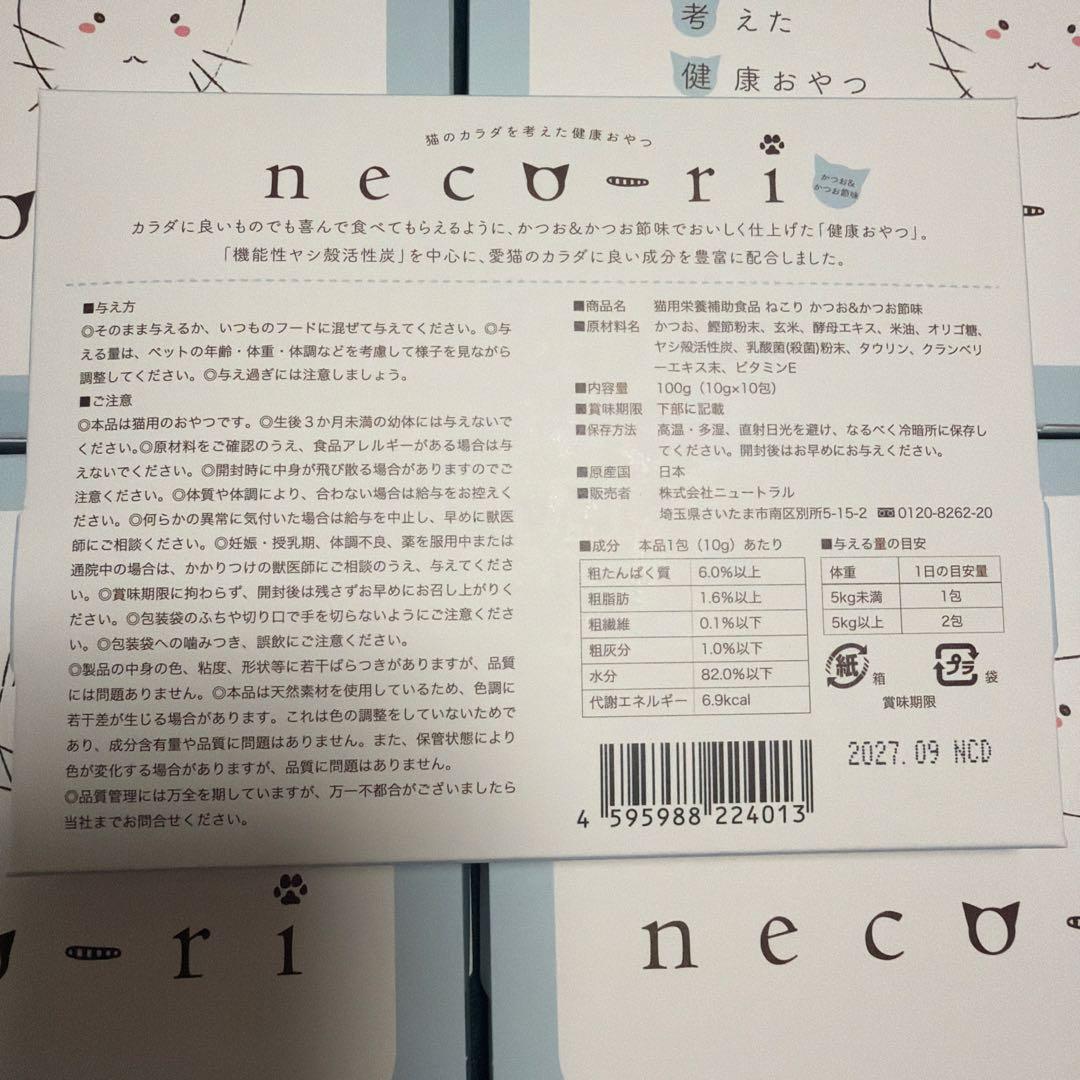 考えた
健康おやつ
猫のカラダを考えた健康おやつ
neco-ri
かつお&
かつお節味
カラダに良いものでも喜んで食べてもらえるように、かつお&かつお節味でおいしく仕上げた「健康おやつ」。
「機能性ヤシ殻活性炭」を中心に、愛猫のカラダに良い成分を豊富に配合しました。
■与え方
◎そのまま与えるか、いつものフードに混ぜて与えてください。◎与
える量は、ペットの年齢・体重・体調などを考慮して様子を見ながら
調整してください。◎与え過ぎには注意しましょう。
■ご注意
◎本品は猫用のおやつです。◎生後3か月未満の幼体には与えないで
ください。◎原材料をご確認のうえ、食品アレルギーがある場合は与
えないでください。◎開封時に中身が飛び散る場合がありますのでご
注意ください。◎体質や体調により、合わない場合は給与をお控えく
ださい。◎何らかの異常に気付いた場合は給与を中止し、早めに獣医
師にご相談ください。◎妊娠・授乳期、体調不良、薬を服用中または
通院中の場合は、かかりつけの獣医師にご相談のうえ、与えてくださ
い。◎賞味期限に拘わらず、開封後は残さずお早めにお召し上がりく
ださい。◎包装袋のふちや切り口で手を切らないようにご注意くださ
い。◎包装袋への噛みつき、誤飲にご注意ください。
◎製品の中身の色、粘度、形状等に若干ばらつきがありますが、品質
には問題ありません。◎本品は天然素材を使用しているため、色調に
若干差が生じる場合があります。これは色の調整をしていないためで
あり、成分含有量や品質に問題はありません。また、保管状態により
色が変化する場合がありますが、品質に問題はありません。
◎品質管理には万全を期していますが、万一不都合がございましたら
当社までお問合せください。
■商品名 猫用栄養補助食品 ねこり かつお&かつお節味
■原材料名 かつお、鰹節粉末、玄米、酵母エキス、米油、オリゴ糖、
ヤシ殻活性炭、乳酸菌(殺菌)粉末、タウリン、クランベリ
ーエキス末、ビタミンE
■内容量 100g（10g×10包）
■賞味期限 下部に記載
■保存方法 高温・多湿、直射日光を避け、なるべく冷暗所に保存し
てください。開封後はお早めにお与えください。
■原産国 日本
■販売者 株式会社ニュートラル
埼玉県さいたま市南区別所5-15-2 0120-8262-20
■成分 本品1包（10g）あたり
粗たんぱく質 6.0%以上
粗脂肪 1.6%以上
粗繊維 0.1%以下
粗灰分 1.0%以下
水分 82.0%以下
代謝エネルギー 6.9kcal
■与える量の目安
体重 1日の目安量
5kg未満 1包
5kg以上 2包
紙 箱
プラ 袋
賞味期限
2027.09 NCD
4 595988 224013
-ri
neco